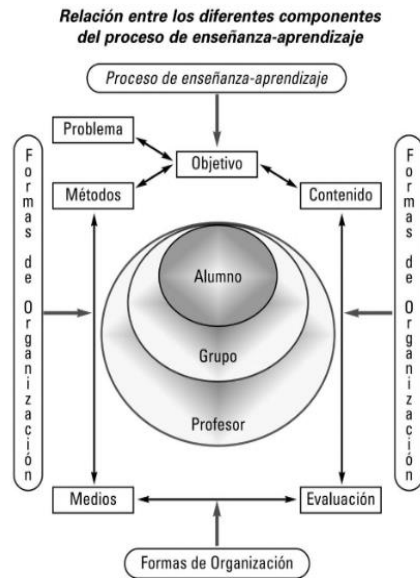 Relación entre los diferentes componentes
del proceso de enseñanza-aprendizaje
Proceso de enseñanza-aprendizaje
Problema
Objetivo
Métodos
Contenido
Formas de Organización
Alumno
Grupo
Profesor
Formas de Organización
Medios
Evaluación
Formas de Organización